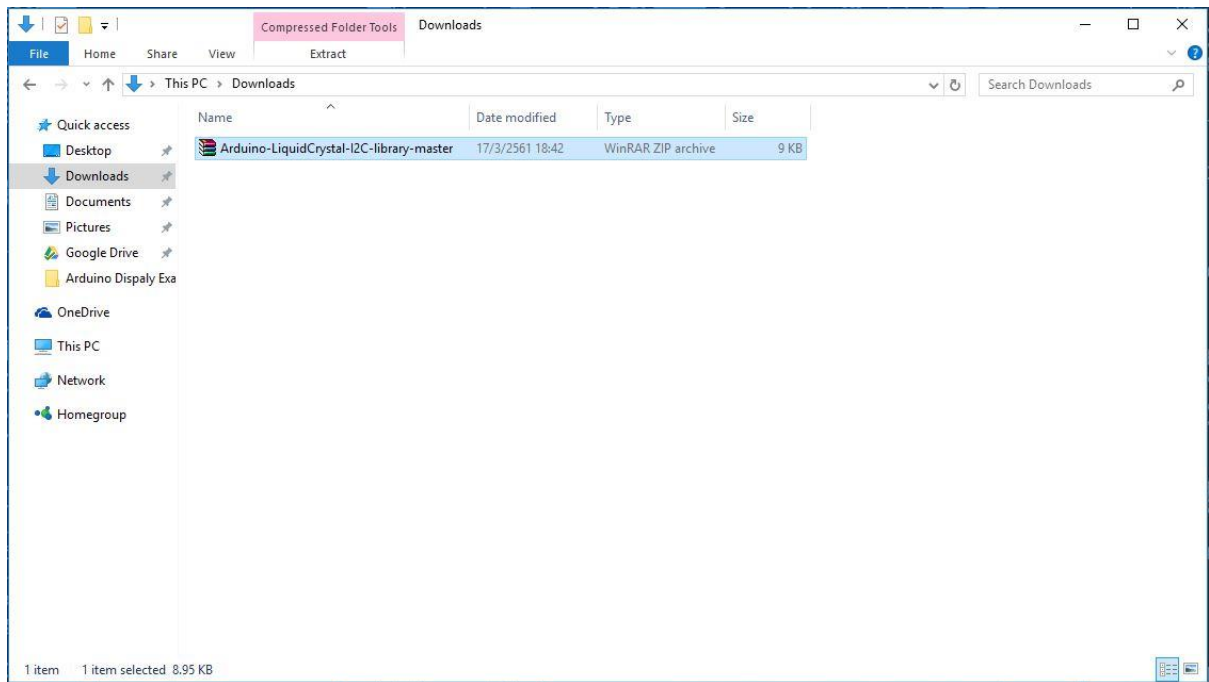 Compressed Folder Tools Downloads
File Home Share View Extract
This PC Downloads
Search Downloads
Name Date modified Type Size
Arduino-LiquidCrystal-I2C-library-master 17/3/2561 18:42 WinRAR ZIP archive 9 KB
Quick access
Desktop
Downloads
Documents
Pictures
Google Drive
Arduino Dispaly Exa
OneDrive
This PC
Network
Homegroup
1 item 1 item selected 8.95 KB